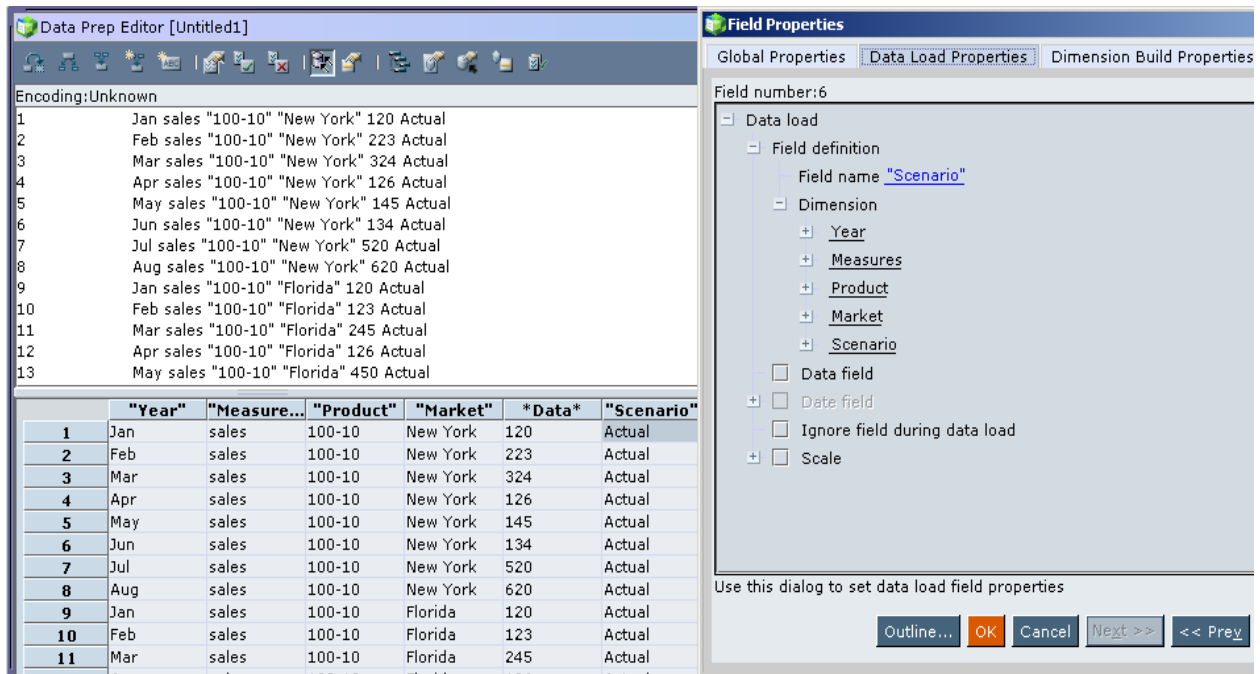 Data Prep Editor [Untitled1]
Encoding:Unknown
1 Jan sales "100-10" "New York" 120 Actual
2 Feb sales "100-10" "New York" 223 Actual
3 Mar sales "100-10" "New York" 324 Actual
4 Apr sales "100-10" "New York" 126 Actual
5 May sales "100-10" "New York" 145 Actual
6 Jun sales "100-10" "New York" 134 Actual
7 Jul sales "100-10" "New York" 520 Actual
8 Aug sales "100-10" "New York" 620 Actual
9 Jan sales "100-10" "Florida" 120 Actual
10 Feb sales "100-10" "Florida" 123 Actual
11 Mar sales "100-10" "Florida" 245 Actual
12 Apr sales "100-10" "Florida" 126 Actual
13 May sales "100-10" "Florida" 450 Actual
"Year" "Measure... "Product" "Market" *Data* "Scenario"
1 Jan sales 100-10 New York 120 Actual
2 Feb sales 100-10 New York 223 Actual
3 Mar sales 100-10 New York 324 Actual
4 Apr sales 100-10 New York 126 Actual
5 May sales 100-10 New York 145 Actual
6 Jun sales 100-10 New York 134 Actual
7 Jul sales 100-10 New York 520 Actual
8 Aug sales 100-10 New York 620 Actual
9 Jan sales 100-10 Florida 120 Actual
10 Feb sales 100-10 Florida 123 Actual
11 Mar sales 100-10 Florida 245 Actual
Field Properties
Global Properties Data Load Properties Dimension Build Properties
Field number:6
Data load
Field definition
Field name "Scenario"
Dimension
Year
Measures
Product
Market
Scenario
Data field
Date field
Ignore field during data load
Scale
Use this dialog to set data load field properties
Outline... OK Cancel Next >> << Prev